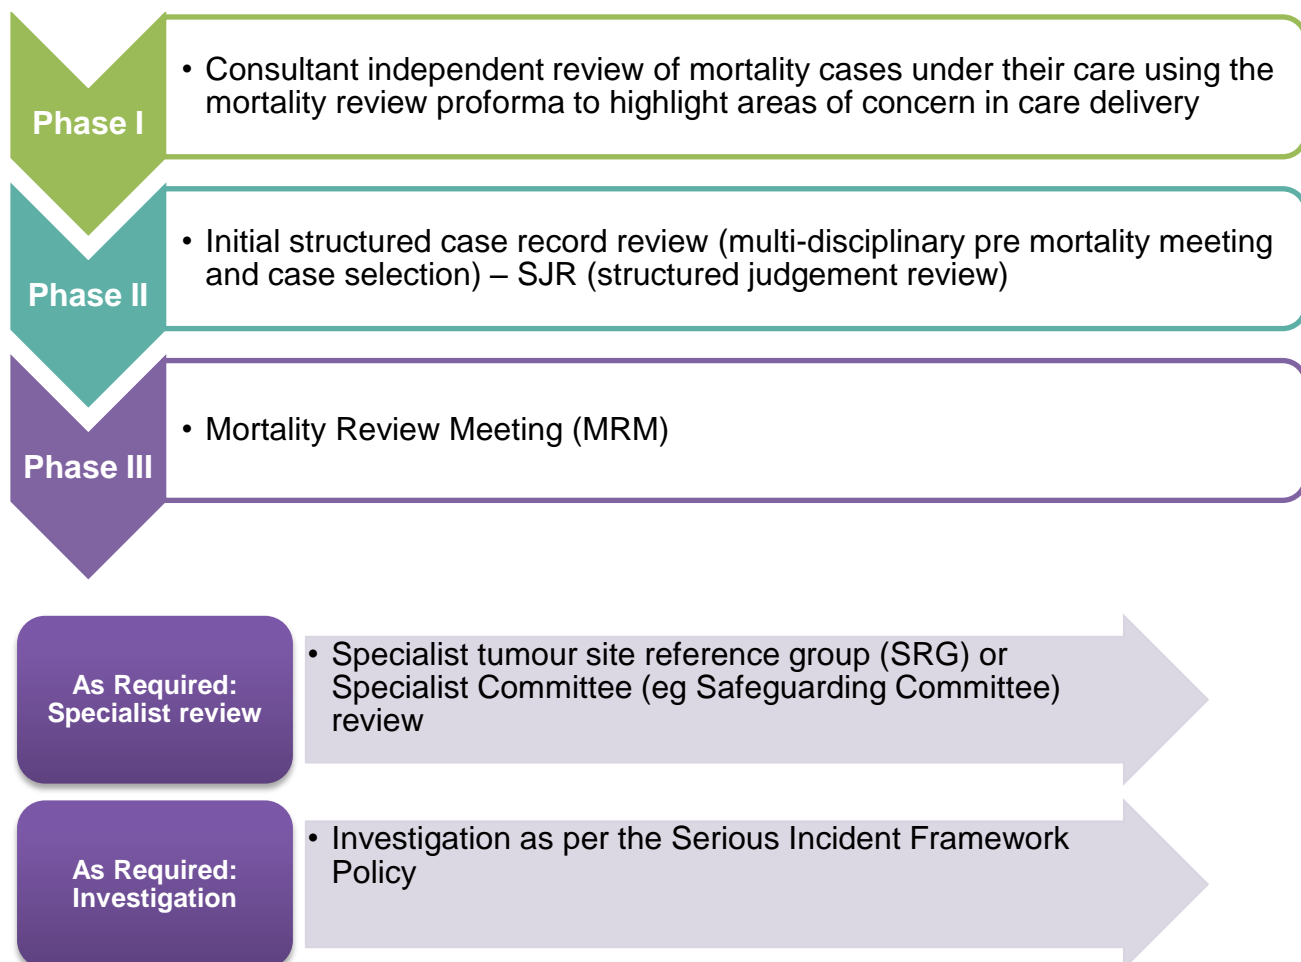 Phase I
• Consultant independent review of mortality cases under their care using the
mortality review proforma to highlight areas of concern in care delivery
Phase II
• Initial structured case record review (multi-disciplinary pre mortality meeting
and case selection) – SJR (structured judgement review)
Phase III
• Mortality Review Meeting (MRM)
As Required:
Specialist review
• Specialist tumour site reference group (SRG) or
Specialist Committee (eg Safeguarding Committee)
review
As Required:
Investigation
• Investigation as per the Serious Incident Framework
Policy